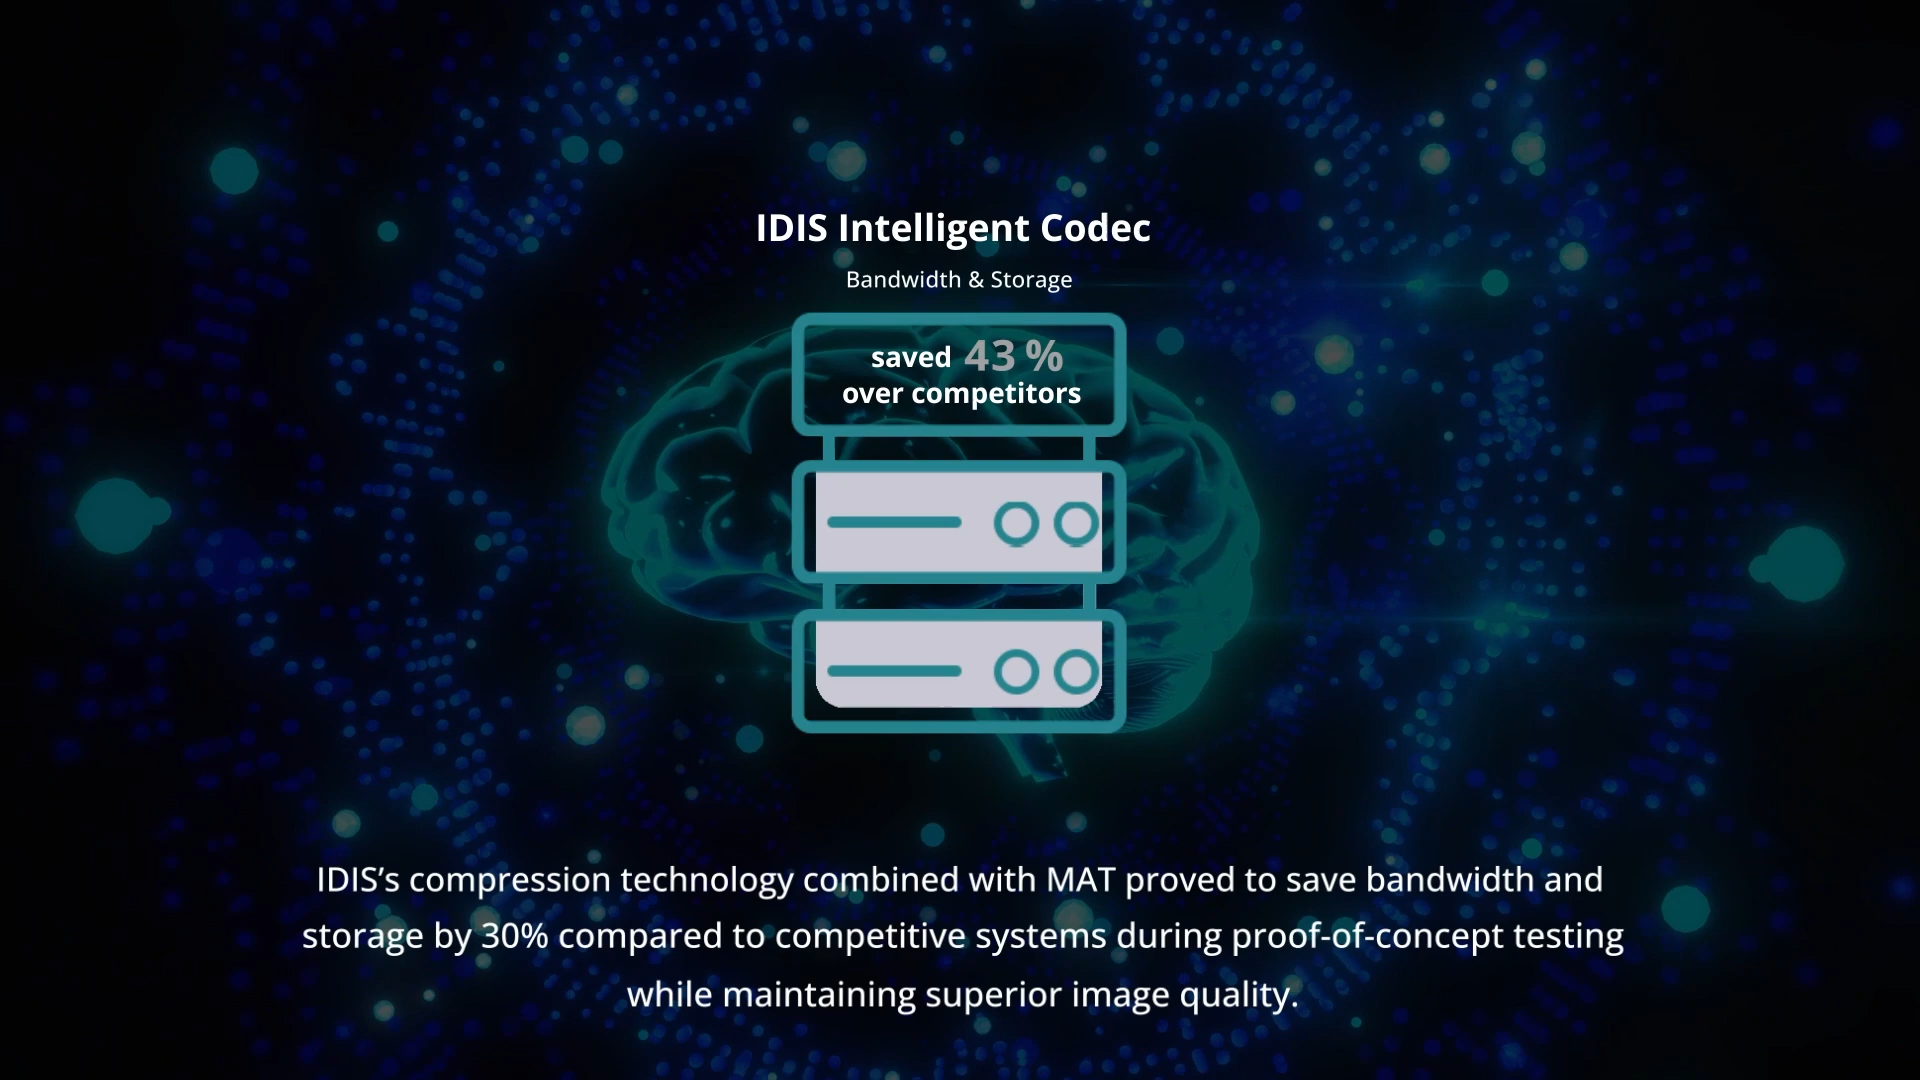 IDIS Intelligent Codec
Bandwidth & Storage
saved 43 %
over competitors
IDIS’s compression technology combined with MAT proved to save bandwidth and
storage by 30% compared to competitive systems during proof-of-concept testing
while maintaining superior image quality.